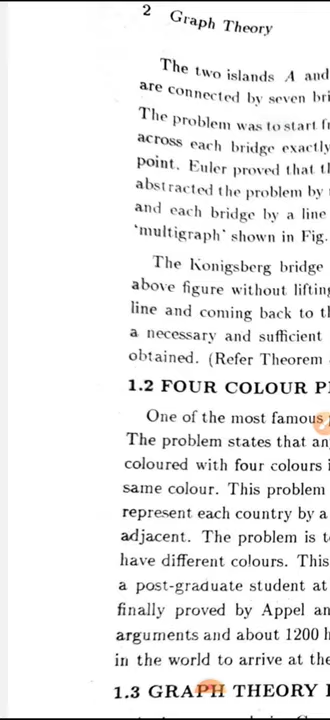 2 Graph Theory
The two islands A and
are connected by seven bri
The problem was to start fr
across each bridge exactly
point. Euler proved that th
abstracted the problem by
and each bridge by a line
'multigraph' shown in Fig.
The Konigsberg bridge
above figure without lifting
line and coming back to th
a necessary and sufficient
obtained. (Refer Theorem
1.2 FOUR COLOUR P
One of the most famous
The problem states that any
coloured with four colours i
same colour. This problem
represent each country by a
adjacent. The problem is t
have different colours. This
a post-graduate student at
finally proved by Appel an
arguments and about 1200 h
in the world to arrive at the
1.3 GRAPH THEORY